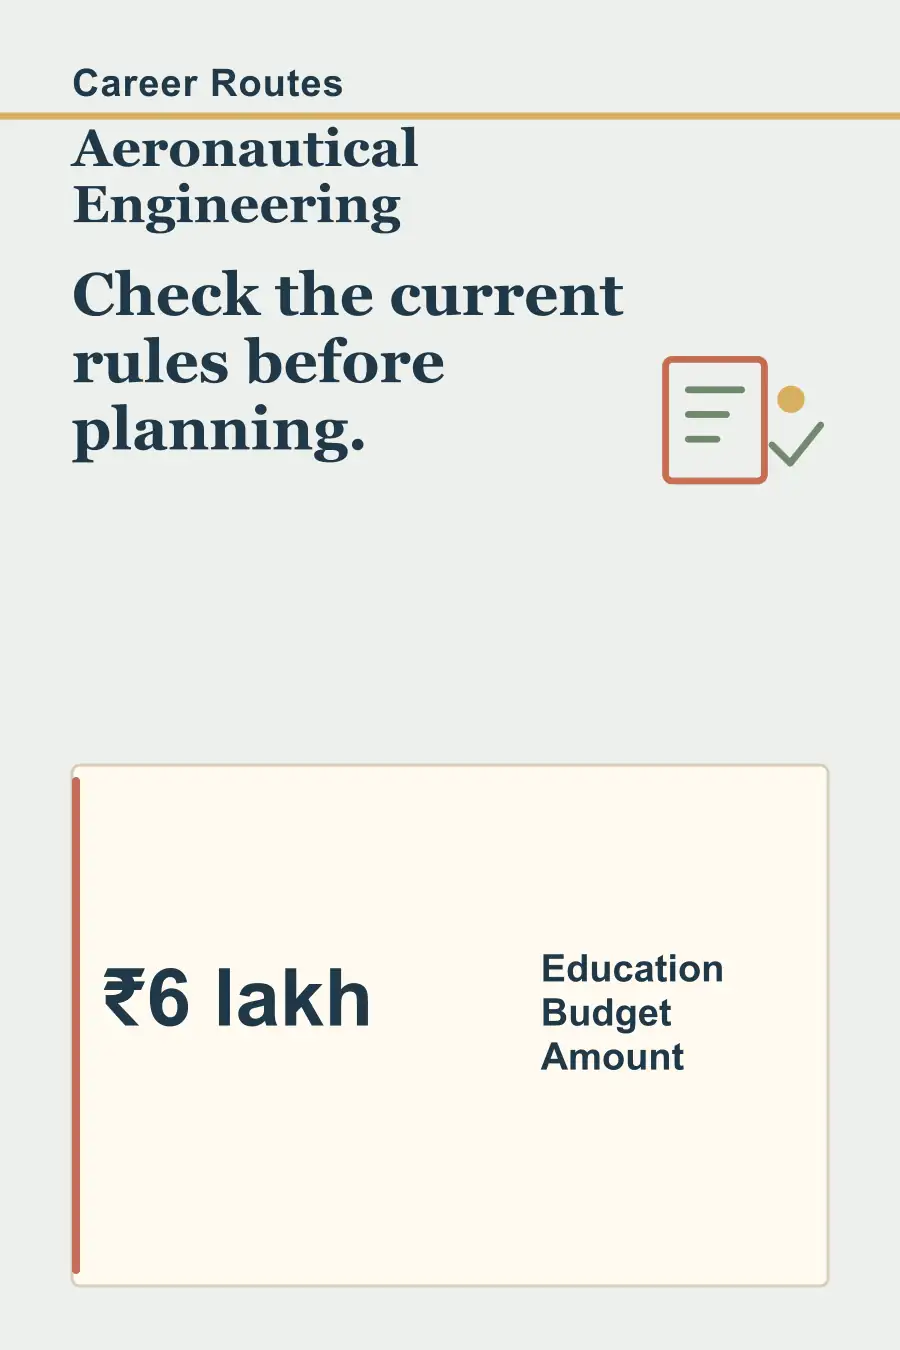 Career Routes
Aeronautical
Engineering
Check the current
rules before
planning.
₹6 lakh
Education
Budget
Amount